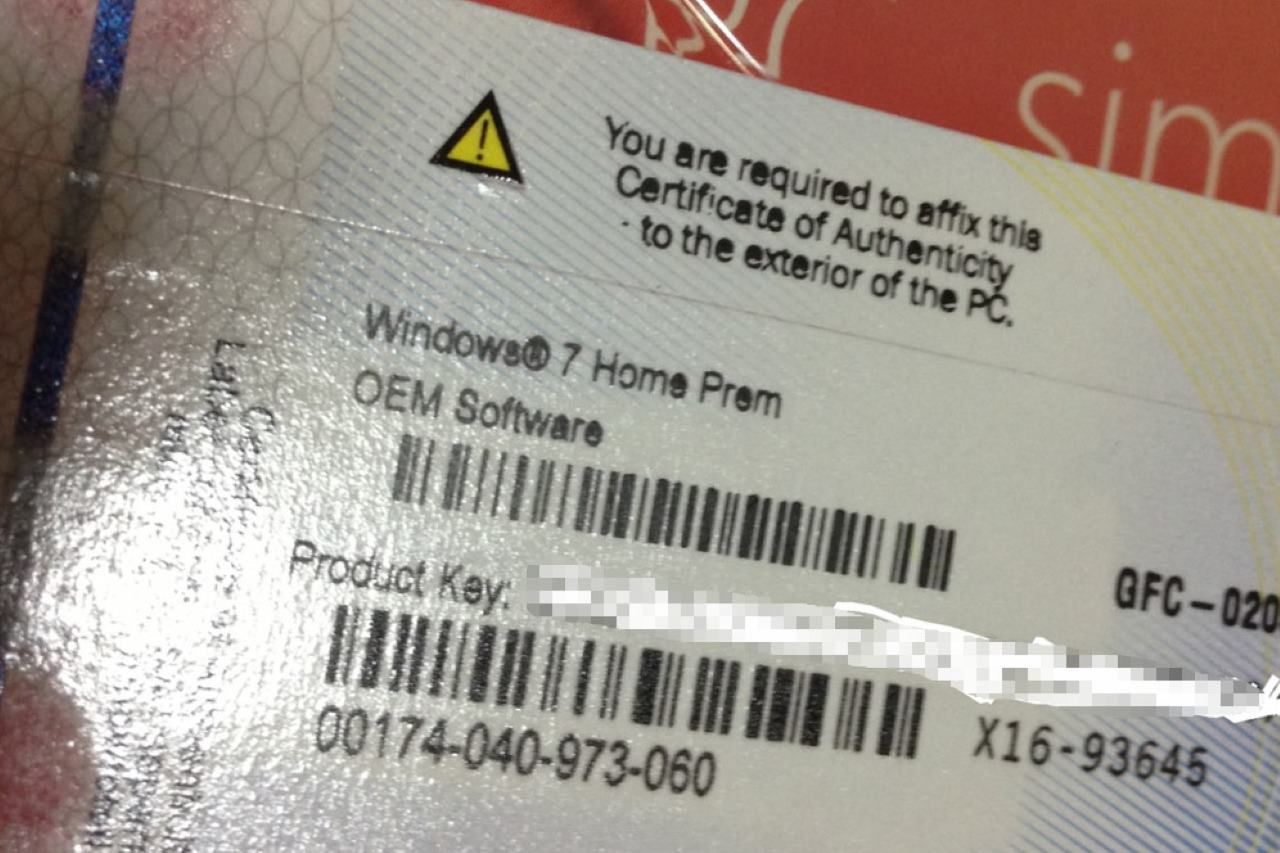 sim
You are required to affix this
Certificate of Authenticity
to the exterior of the PC.
Windows® 7 Home Prem
OEM Software
Product Key:
GFC-020
00174-040-973-060
X16-93645